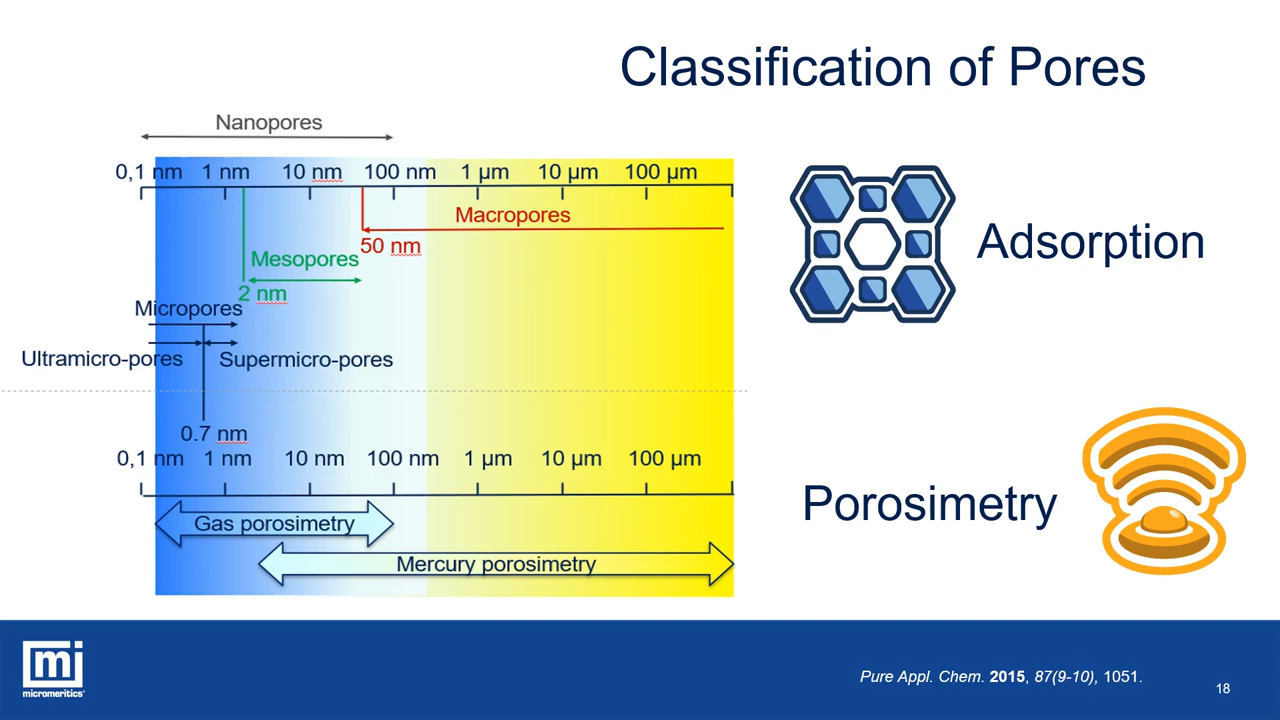 Classification of Pores
Nanopores
0,1 nm 1 nm 10 nm 100 nm 1 µm 10 µm 100 µm
Macropores
50 nm
Mesopores
2 nm
Micropores
Ultramicro-pores Supermicro-pores
0.7 nm
0,1 nm 1 nm 10 nm 100 nm 1 µm 10 µm 100 µm
Gas porosimetry
Mercury porosimetry
Adsorption
Porosimetry
mi
micromeritics®
Pure Appl. Chem. 2015, 87(9-10), 1051.
18